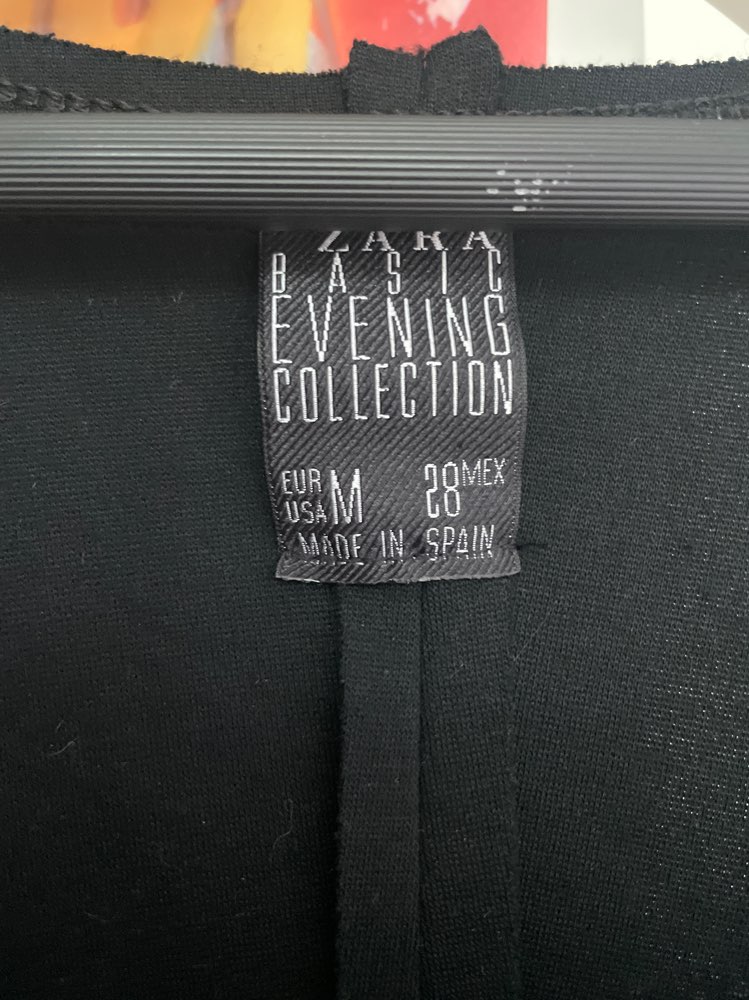 ZARA
BASIC
EVENING
COLLECTION
EUR M 28 MEX
USA
MADE IN SPAIN